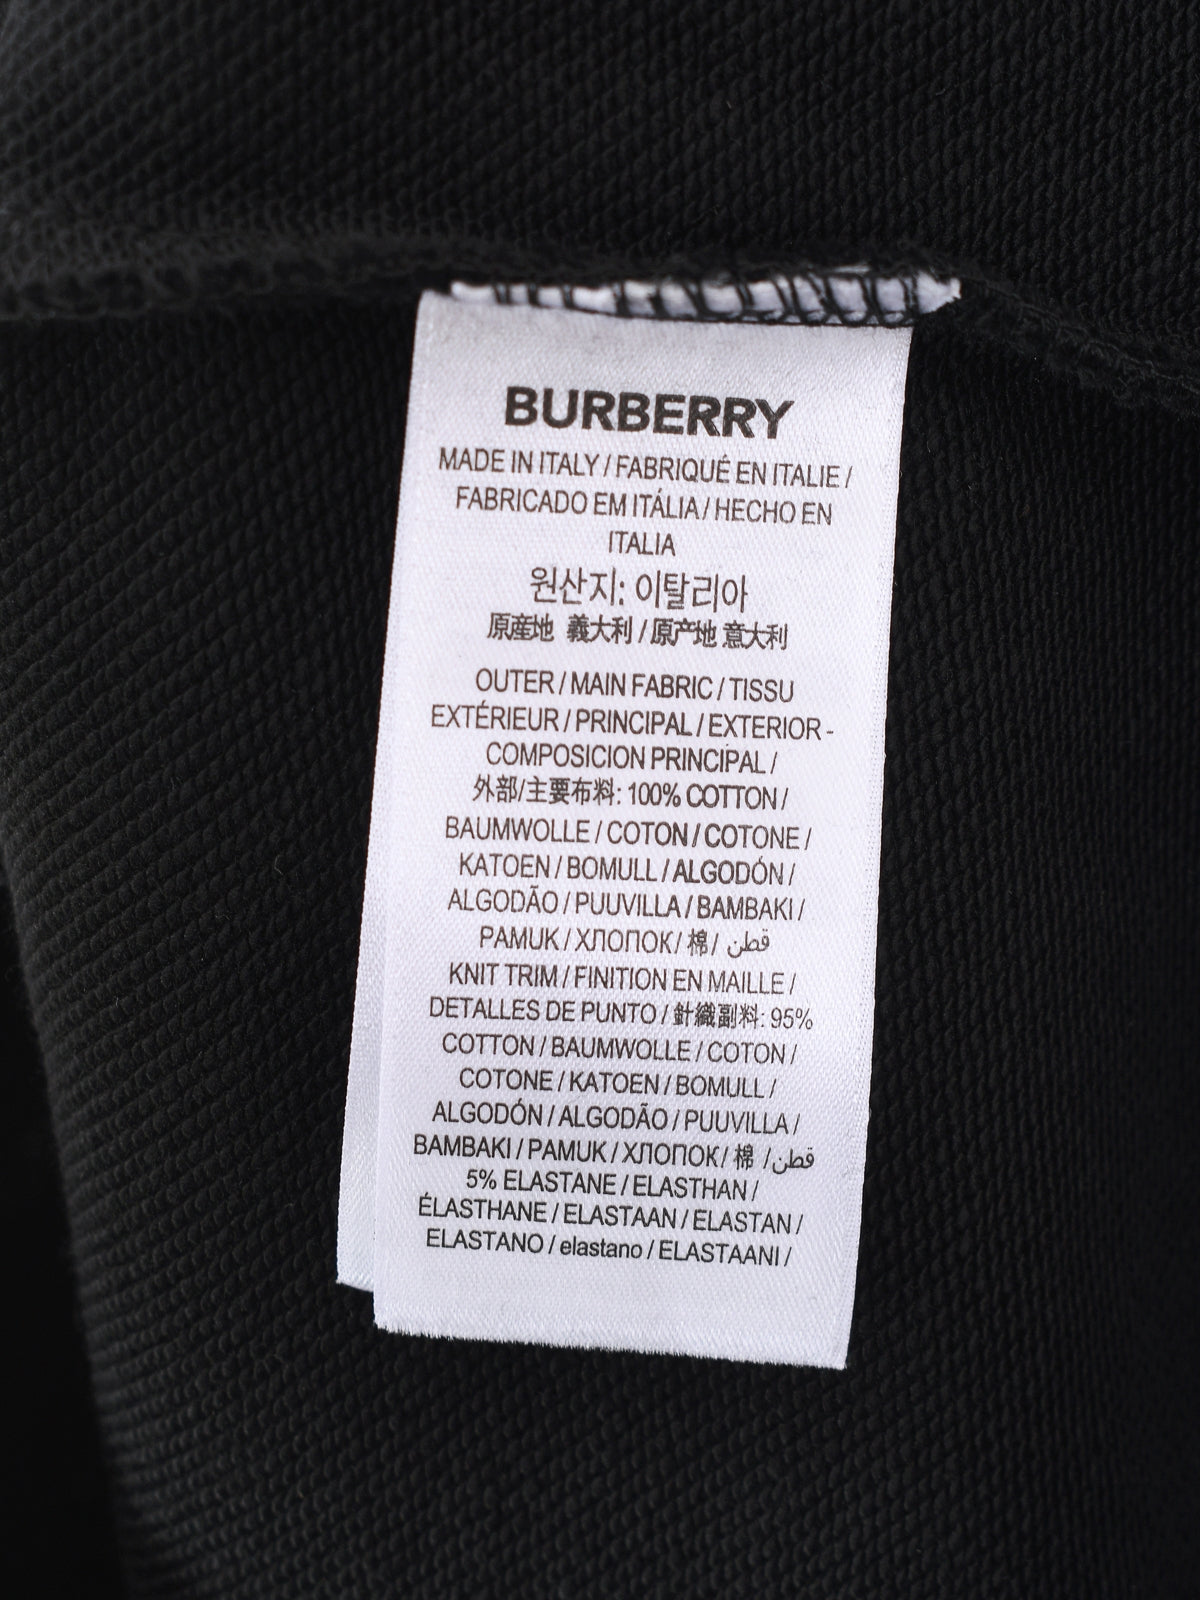 BURBERRY
MADE IN ITALY / FABRIQUÉ EN ITALIE /
FABRICADO EM ITÁLIA / HECHO EN
ITALIA
원산지: 이탈리아
原産地 義大利 / 原产地 意大利
OUTER / MAIN FABRIC / TISSU
EXTÉRIEUR / PRINCIPAL / EXTERIOR -
COMPOSICION PRINCIPAL /
外部/主要布料: 100% COTTON /
BAUMWOLLE / COTON / COTONE /
KATOEN / BOMULL / ALGODÓN /
ALGODÃO / PUUVILLA / BAMBAKI /
PAMUK / ХЛОПОК / 棉 / قطن
KNIT TRIM / FINITION EN MAILLE /
DETALLES DE PUNTO / 針織副料: 95%
COTTON / BAUMWOLLE / COTON /
COTONE / KATOEN / BOMULL /
ALGODÓN / ALGODÃO / PUUVILLA /
BAMBAKI / PAMUK / ХЛОПОК / 棉 / قطن
5% ELASTANE / ELASTHAN /
ÉLASTHANE / ELASTAAN / ELASTAN /
ELASTANO / elastano / ELASTAANI /